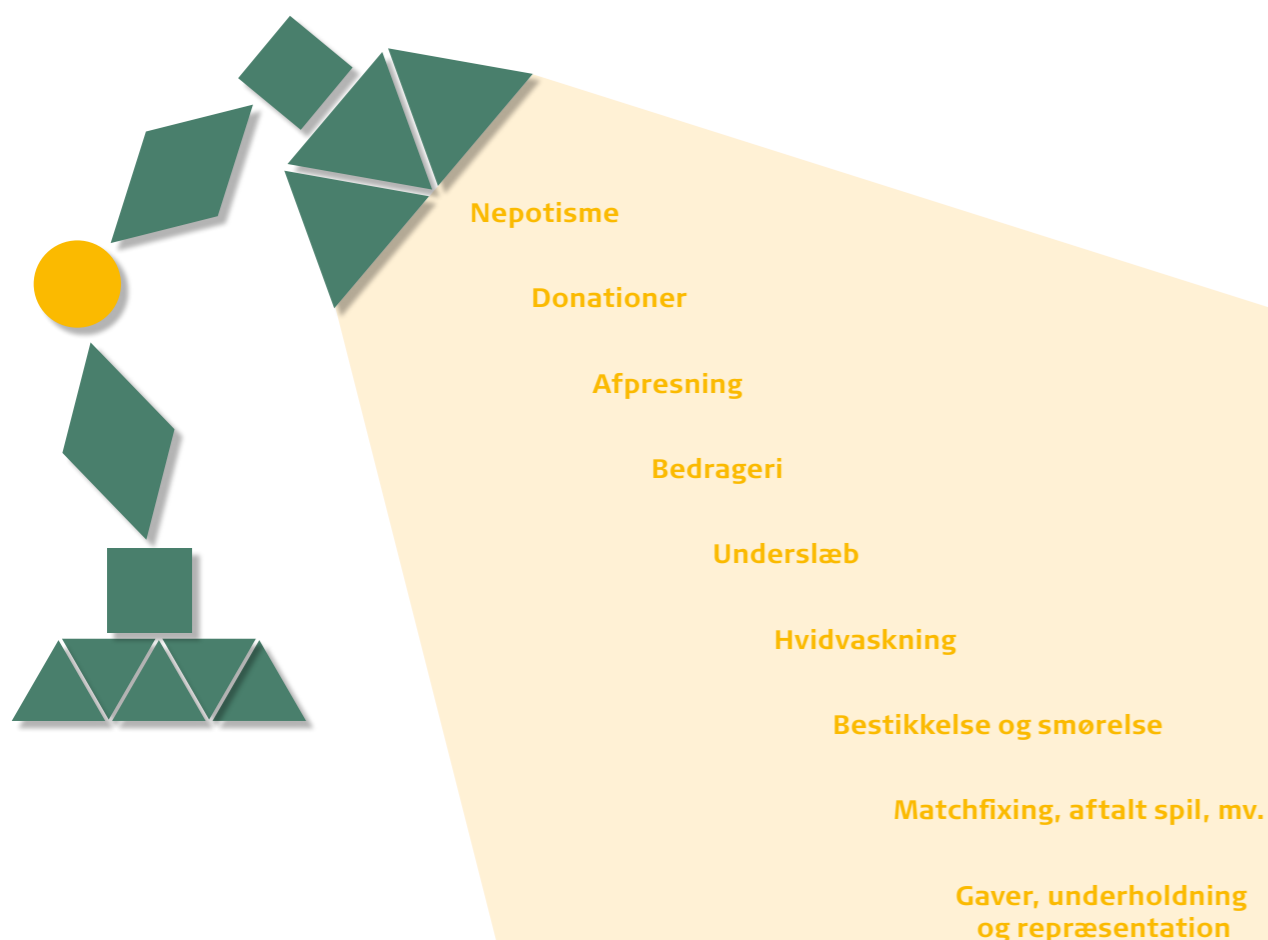 Nepotisme
Donationer
Afpresning
Bedrageri
Underslæb
Hvidvaskning
Bestikkelse og smørelse
Matchfixing, aftalt spil, mv.
Gaver, underholdning
og repræsentation